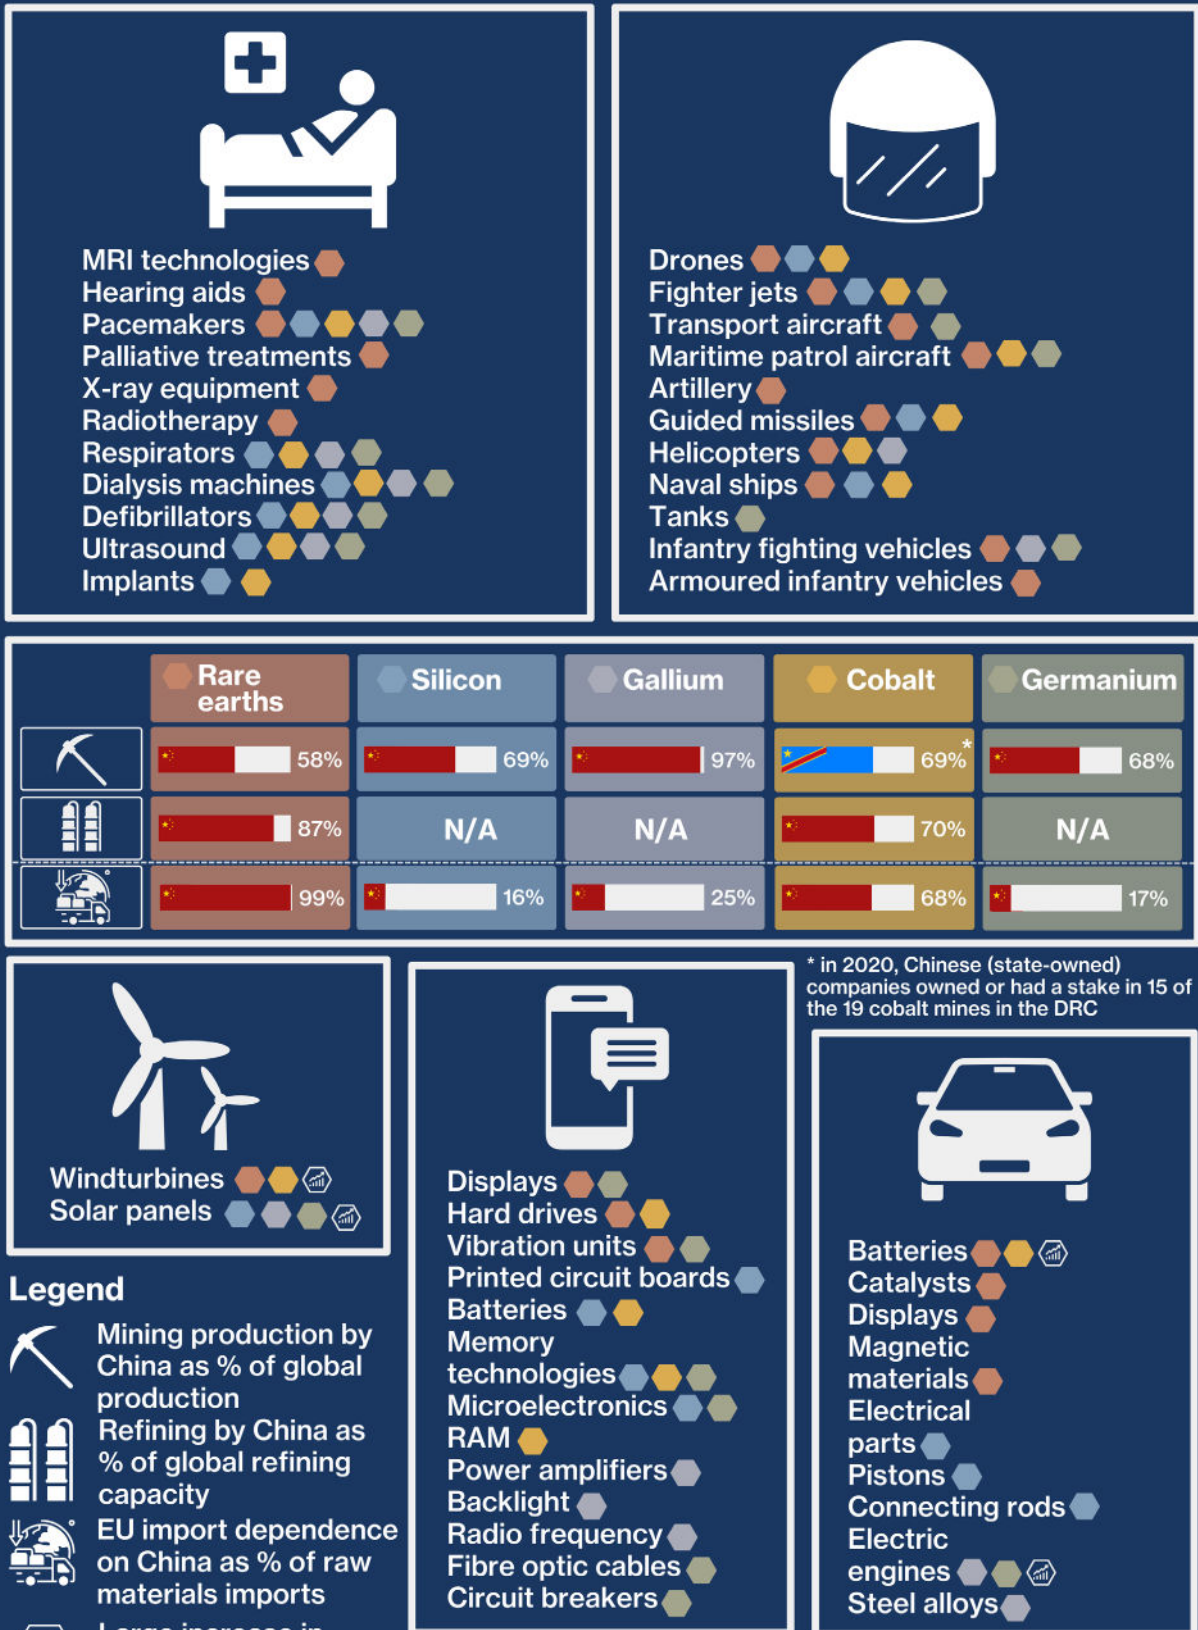 MRI technologies
Hearing aids
Pacemakers
Palliative treatments
X-ray equipment
Radiotherapy
Respirators
Dialysis machines
Defibrillators
Ultrasound
Implants
Drones
Fighter jets
Transport aircraft
Maritime patrol aircraft
Artillery
Guided missiles
Helicopters
Naval ships
Tanks
Infantry fighting vehicles
Armoured infantry vehicles
Rare
earths
Silicon
Gallium
Cobalt
Germanium
58%
69%
97%
69%*
68%
87%
N/A
N/A
70%
N/A
99%
16%
25%
68%
17%
* in 2020, Chinese (state-owned)
companies owned or had a stake in 15 of
the 19 cobalt mines in the DRC
Windturbines
Solar panels
Legend
Mining production by
China as % of global
production
Refining by China as
% of global refining
capacity
EU import dependence
on China as % of raw
materials imports
Large increase in
Displays
Hard drives
Vibration units
Printed circuit boards
Batteries
Memory
technologies
Microelectronics
RAM
Power amplifiers
Backlight
Radio frequency
Fibre optic cables
Circuit breakers
Batteries
Catalysts
Displays
Magnetic
materials
Electrical
parts
Pistons
Connecting rods
Electric
engines
Steel alloys